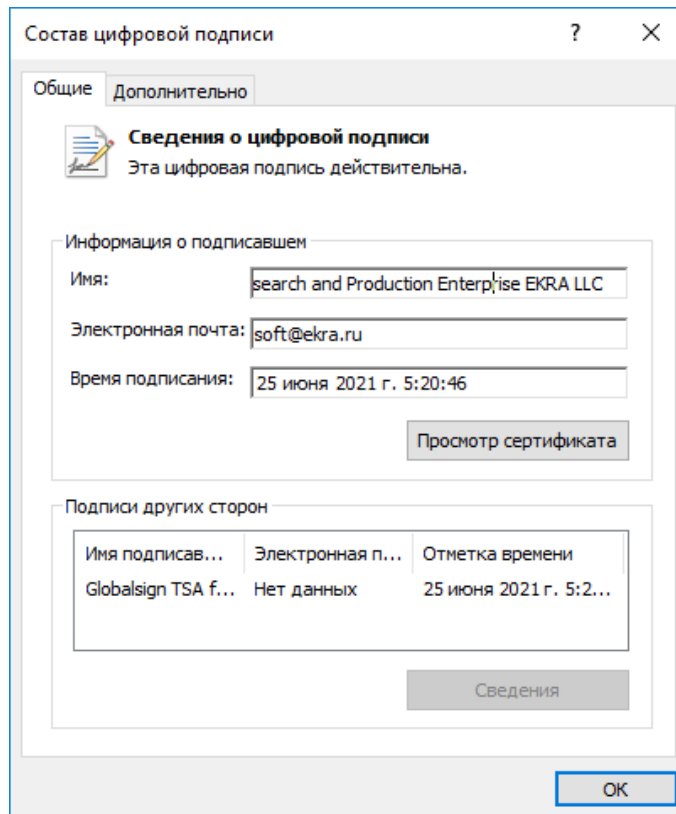 Состав цифровой подписи
Общие Дополнительно
Сведения о цифровой подписи
Эта цифровая подпись действительна.
Информация о подписавшем
Имя: search and Production Enterprise EKRA LLC
Электронная почта: soft@ekra.ru
Время подписания: 25 июня 2021 г. 5:20:46
Просмотр сертификата
Подписи других сторон
Имя подписав... Электронная п... Отметка времени
Globalsign TSA f... Нет данных 25 июня 2021 г. 5:2...
Сведения
ОК